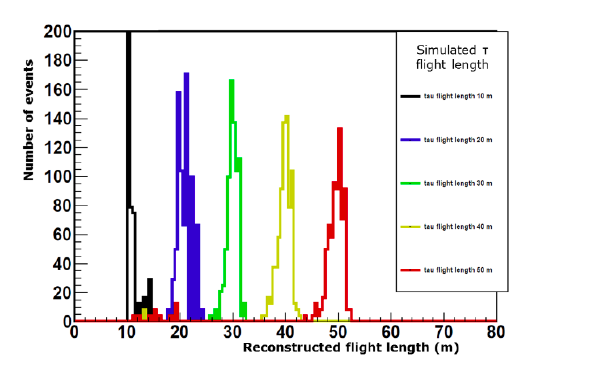 200
180
160
140
120
100
80
60
40
20
0
Number of events
Simulated τ
flight length
tau flight length 10 m
tau flight length 20 m
tau flight length 30 m
tau flight length 40 m
tau flight length 50 m
0 10 20 30 40 50 60 70 80
Reconstructed flight length (m)